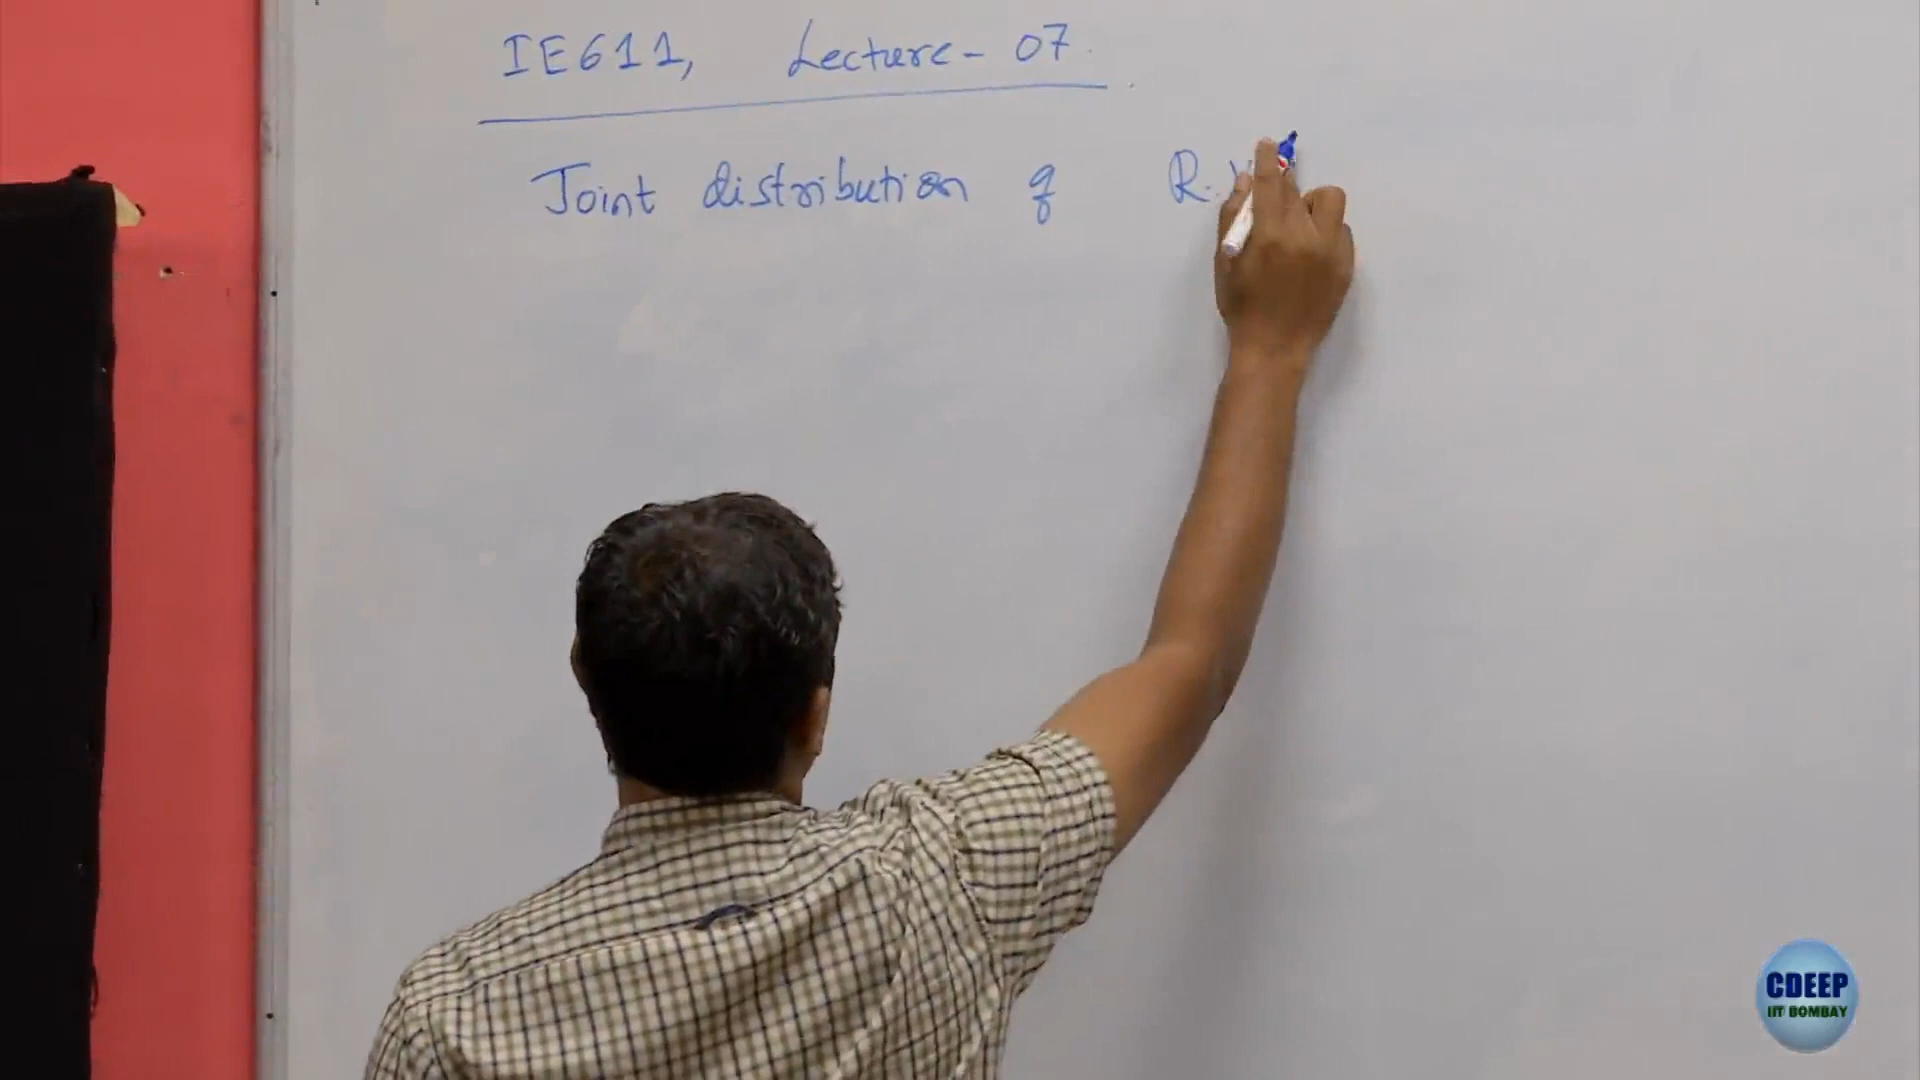 IE611, Lecture - 07
Joint distribution of R.V
CDEEP
IIT BOMBAY